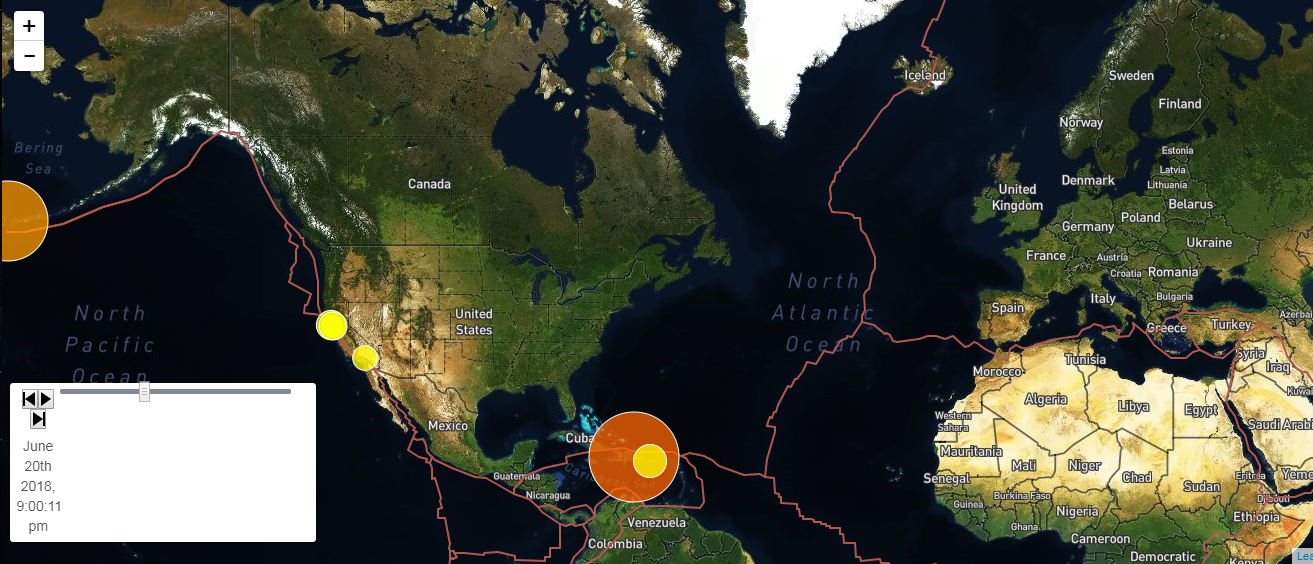 +
−
Iceland
Sweden
Finland
Norway
Bering
Sea
Estonia
Latvia
Lithuania
Denmark
Canada
United
Kingdom
Belarus
Poland
Germany
Ukraine
France
Austria
Croatia
Romania
Bulgaria
Italy
North
Atlantic
Ocean
Spain
North
Pacific
Ocean
United
States
Greece
Turkey
Azerbai
Syria
Iraq
Tunisia
Morocco
Kuwa
Algeria
Libya
Egypt
Western
Sahara
Saudi Arabi
Mexico
Cuba
Mauritania
Mali
Niger
Chad
Sudan
Eritrea
Yeme
Guatemala
Caribbean Sea
Senegal
Nicaragua
Burkina Faso
Djibouti
Guinea
Nigeria
Ethiopia
Venezuela
Ghana
Colombia
Cameroon
Democratic
Kenya
Lea
June
20th
2018,
9:00:11
pm